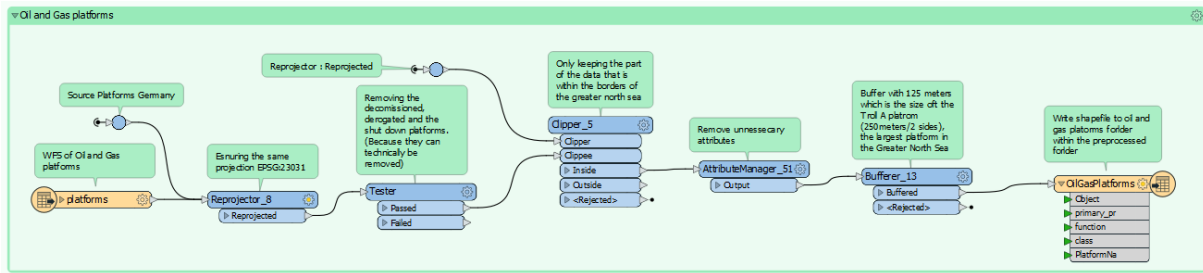 Oil and Gas platforms
Source Platforms Germany
WFS of Oil and Gas
platforms
platforms
Esnuring the same
projection EPSG:23031
Reprojector_8
Reprojected
Reprojector : Reprojected
Removing the
decomissioned,
derogated and the
shut down platforms.
(Because they can
technically be
removed)
Tester
Passed
Failed
Only keeping the part
of the data that is
within the borders of
the greater north sea
Clipper_5
Clipper
Clippee
Inside
Outside
<Rejected>
Remove unnessecary
attributes
AttributeManager_51
Output
Buffer with 125 meters
which is the size oft the
Troll A platrom
(250meters/2 sides),
the largest platform in
the Greater North Sea
Bufferer_13
Buffered
<Rejected>
Write shapefile to oil and
gas platoms forlder
within the preprocessed
forlder
OilGasPlatforms
Object
primary_pr
function
class
PlatformNa